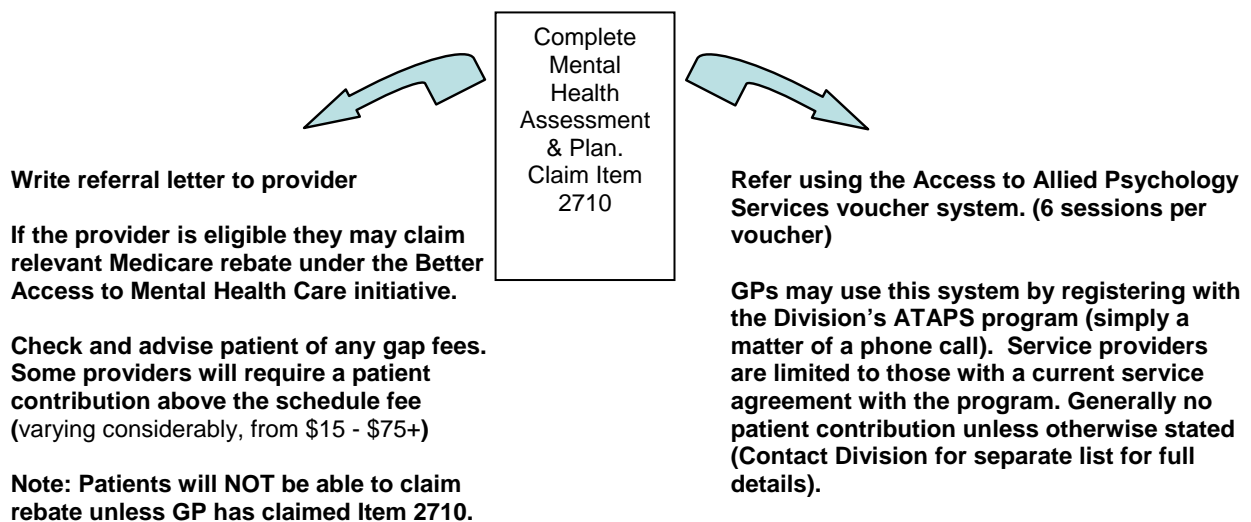 Complete
Mental
Health
Assessment
& Plan.
Claim Item
2710
Write referral letter to provider
If the provider is eligible they may claim
relevant Medicare rebate under the Better
Access to Mental Health Care initiative.
Check and advise patient of any gap fees.
Some providers will require a patient
contribution above the schedule fee
(varying considerably, from $15 - $75+)
Note: Patients will NOT be able to claim
rebate unless GP has claimed Item 2710.
Refer using the Access to Allied Psychology
Services voucher system. (6 sessions per
voucher)
GPs may use this system by registering with
the Division's ATAPS program (simply a
matter of a phone call).  Service providers
are limited to those with a current service
agreement with the program. Generally no
patient contribution unless otherwise stated
(Contact Division for separate list for full
details).